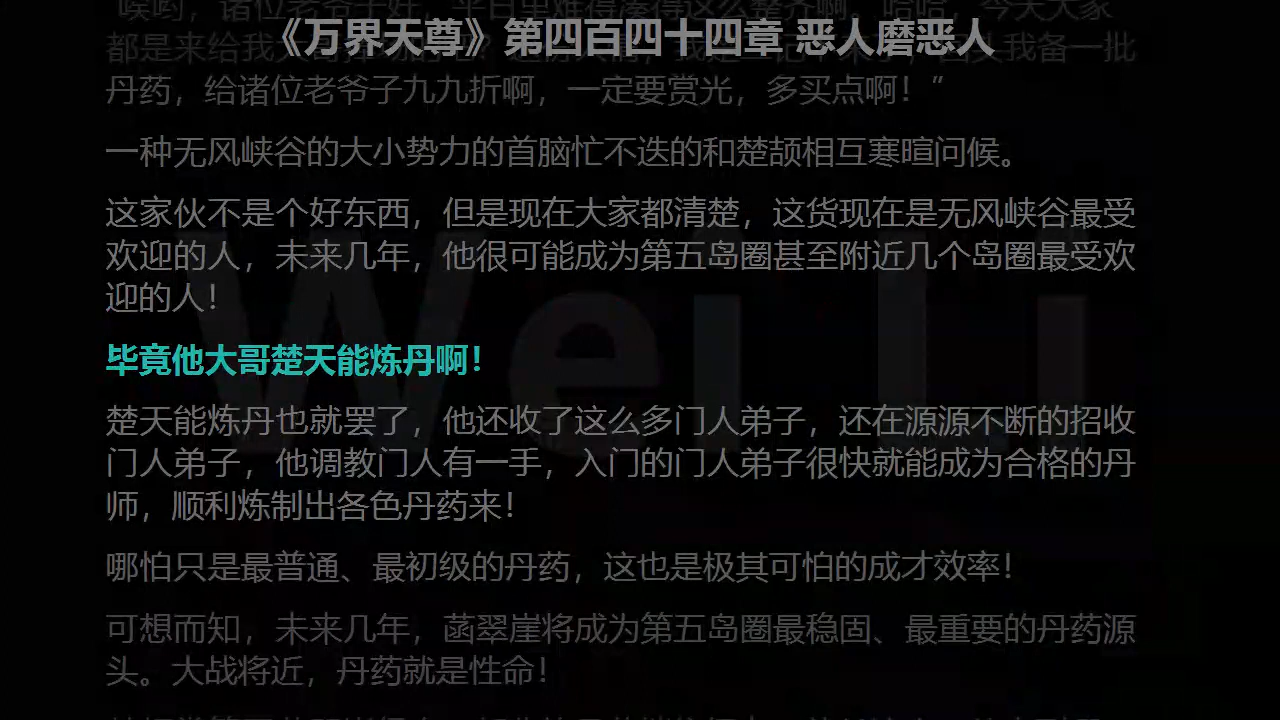 《万界天尊》第四百四十四章 恶人磨恶人
丹药，给诸位老爷子九九折啊，一定要赏光，多买点啊！”
一种无风峡谷的大小势力的首脑忙不迭的和楚颉相互寒暄问候。
这家伙不是个好东西，但是现在大家都清楚，这货现在是无风峡谷最受
欢迎的人，未来几年，他很可能成为第五岛圈甚至附近几个岛圈最受欢
迎的人！
毕竟他大哥楚天能炼丹啊！
楚天能炼丹也就罢了，他还收了这么多门人弟子，还在源源不断的招收
门人弟子，他调教门人有一手，入门的门人弟子很快就能成为合格的丹
师，顺利炼制出各色丹药来！
哪怕只是最普通、最初级的丹药，这也是极其可怕的成才效率！
可想而知，未来几年，菡翠崖将成为第五岛圈最稳固、最重要的丹药源
头。大战将近，丹药就是性命！
Wei Li